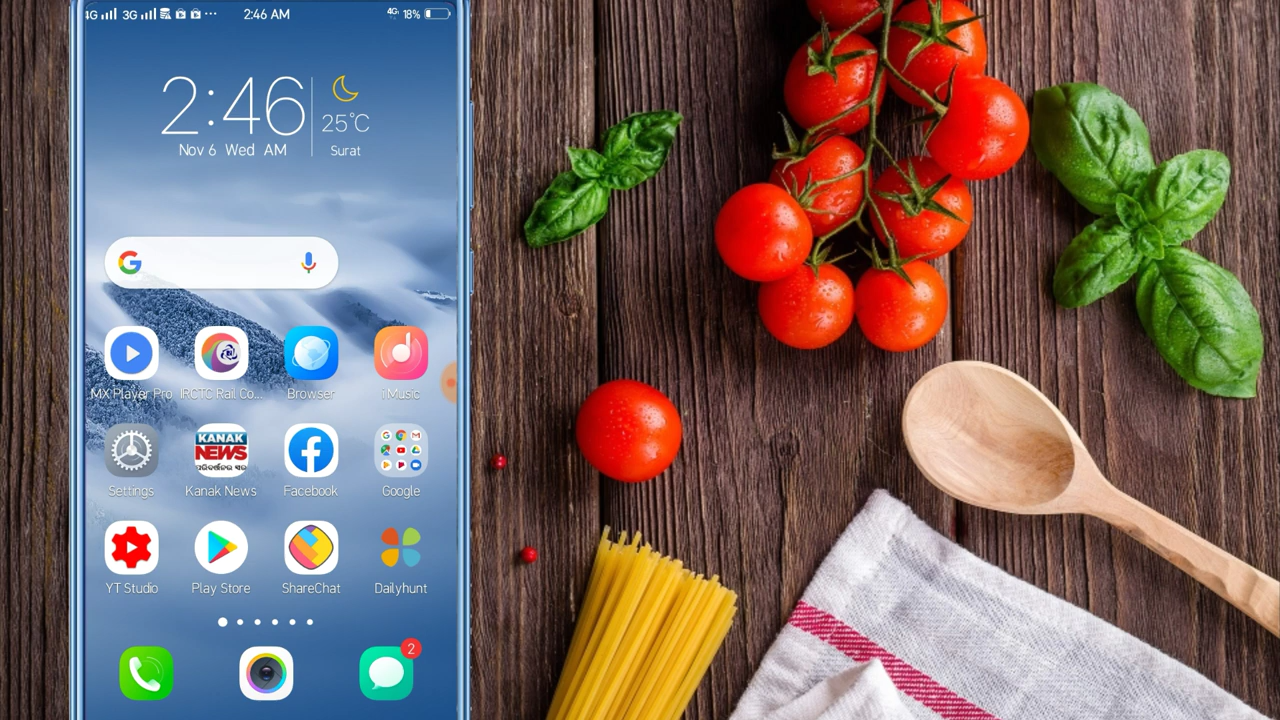 4G 3G 2:46 AM 4G 18%
2:46
25°C
Nov 6 Wed AM Surat
MX Player Pro IRCTC Rail Co... Browser i Music
KANAK
NEWS
Settings Kanak News Facebook Google
YT Studio Play Store ShareChat Dailyhunt
2